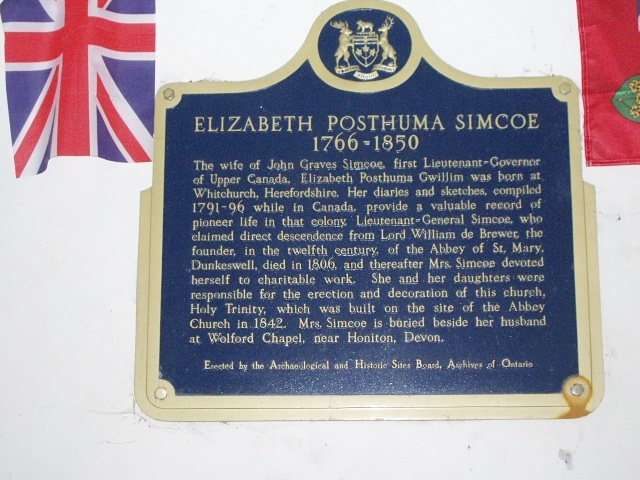 ELIZABETH POSTHUMA SIMCOE
1766-1850
The wife of John Graves Simcoe, first Lieutenant-Governor
of Upper Canada, Elizabeth Posthuma Gwillim was born at
Whitchurch, Herefordshire. Her diaries and sketches, compiled
1791-96 while in Canada, provide a valuable record of
pioneer life in that colony. Lieutenant-General Simcoe, who
claimed direct descendence from Lord William de Brewer, the
founder, in the twelfth century, of the Abbey of St. Mary,
Dunkeswell, died in 1806, and thereafter Mrs. Simcoe devoted
herself to charitable work. She and her daughters were
responsible for the erection and decoration of this church,
Holy Trinity, which was built on the site of the Abbey
Church in 1842. Mrs. Simcoe is buried beside her husband
at Wolford Chapel, near Honiton, Devon.
Erected by the Archaeological and Historic Sites Board, Archives of Ontario